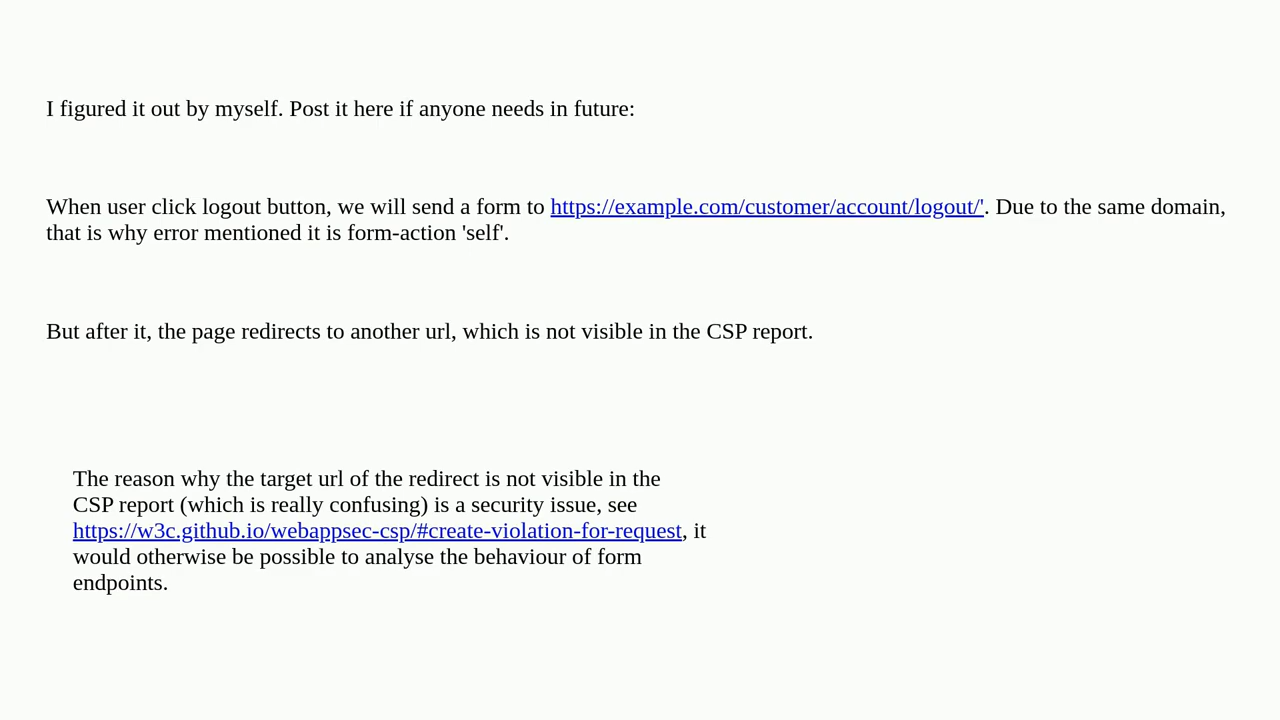 I figured it out by myself. Post it here if anyone needs in future:
When user click logout button, we will send a form to https://example.com/customer/account/logout/'. Due to the same domain,
that is why error mentioned it is form-action 'self'.
But after it, the page redirects to another url, which is not visible in the CSP report.
The reason why the target url of the redirect is not visible in the
CSP report (which is really confusing) is a security issue, see
https://w3c.github.io/webappsec-csp/#create-violation-for-request, it
would otherwise be possible to analyse the behaviour of form
endpoints.